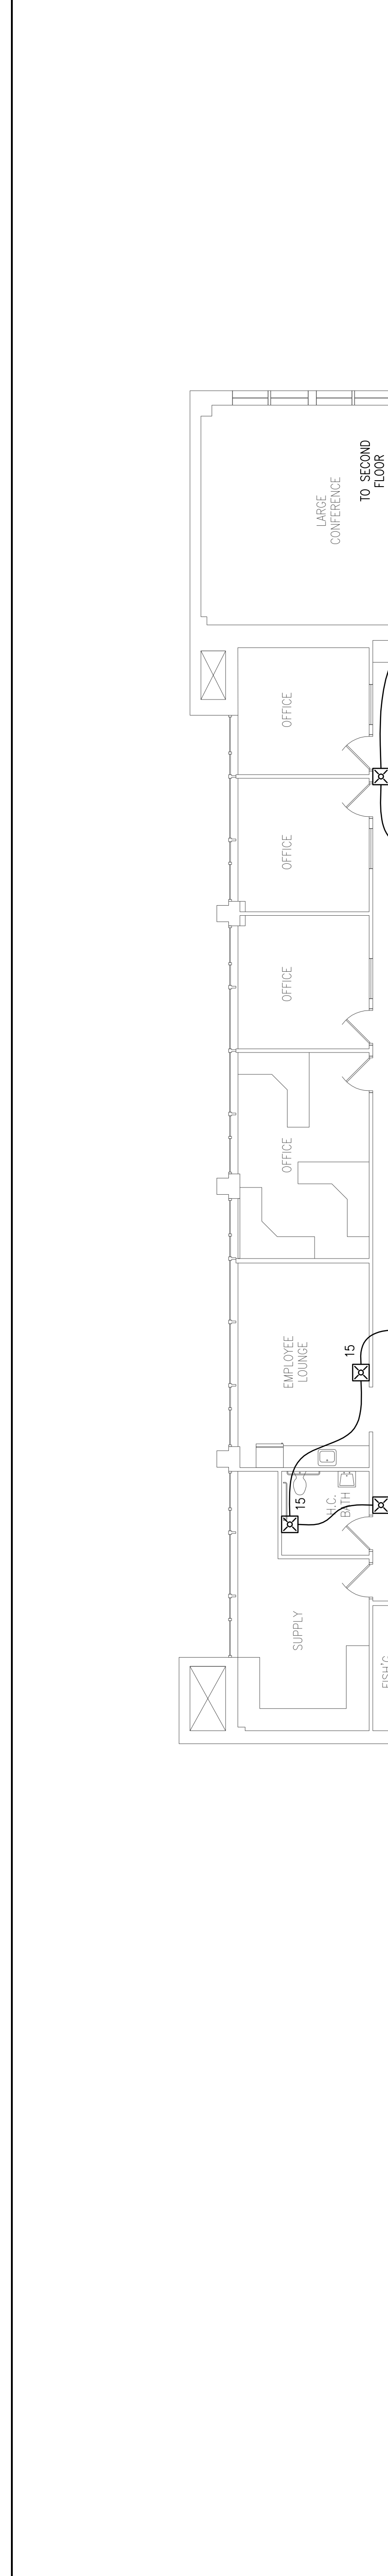 TO SECOND
FLOOR
LARGE
CONFERENCE
OFFICE
OFFICE
OFFICE
OFFICE
EMPLOYEE
LOUNGE
15
15
H.C.
BATH
SUPPLY